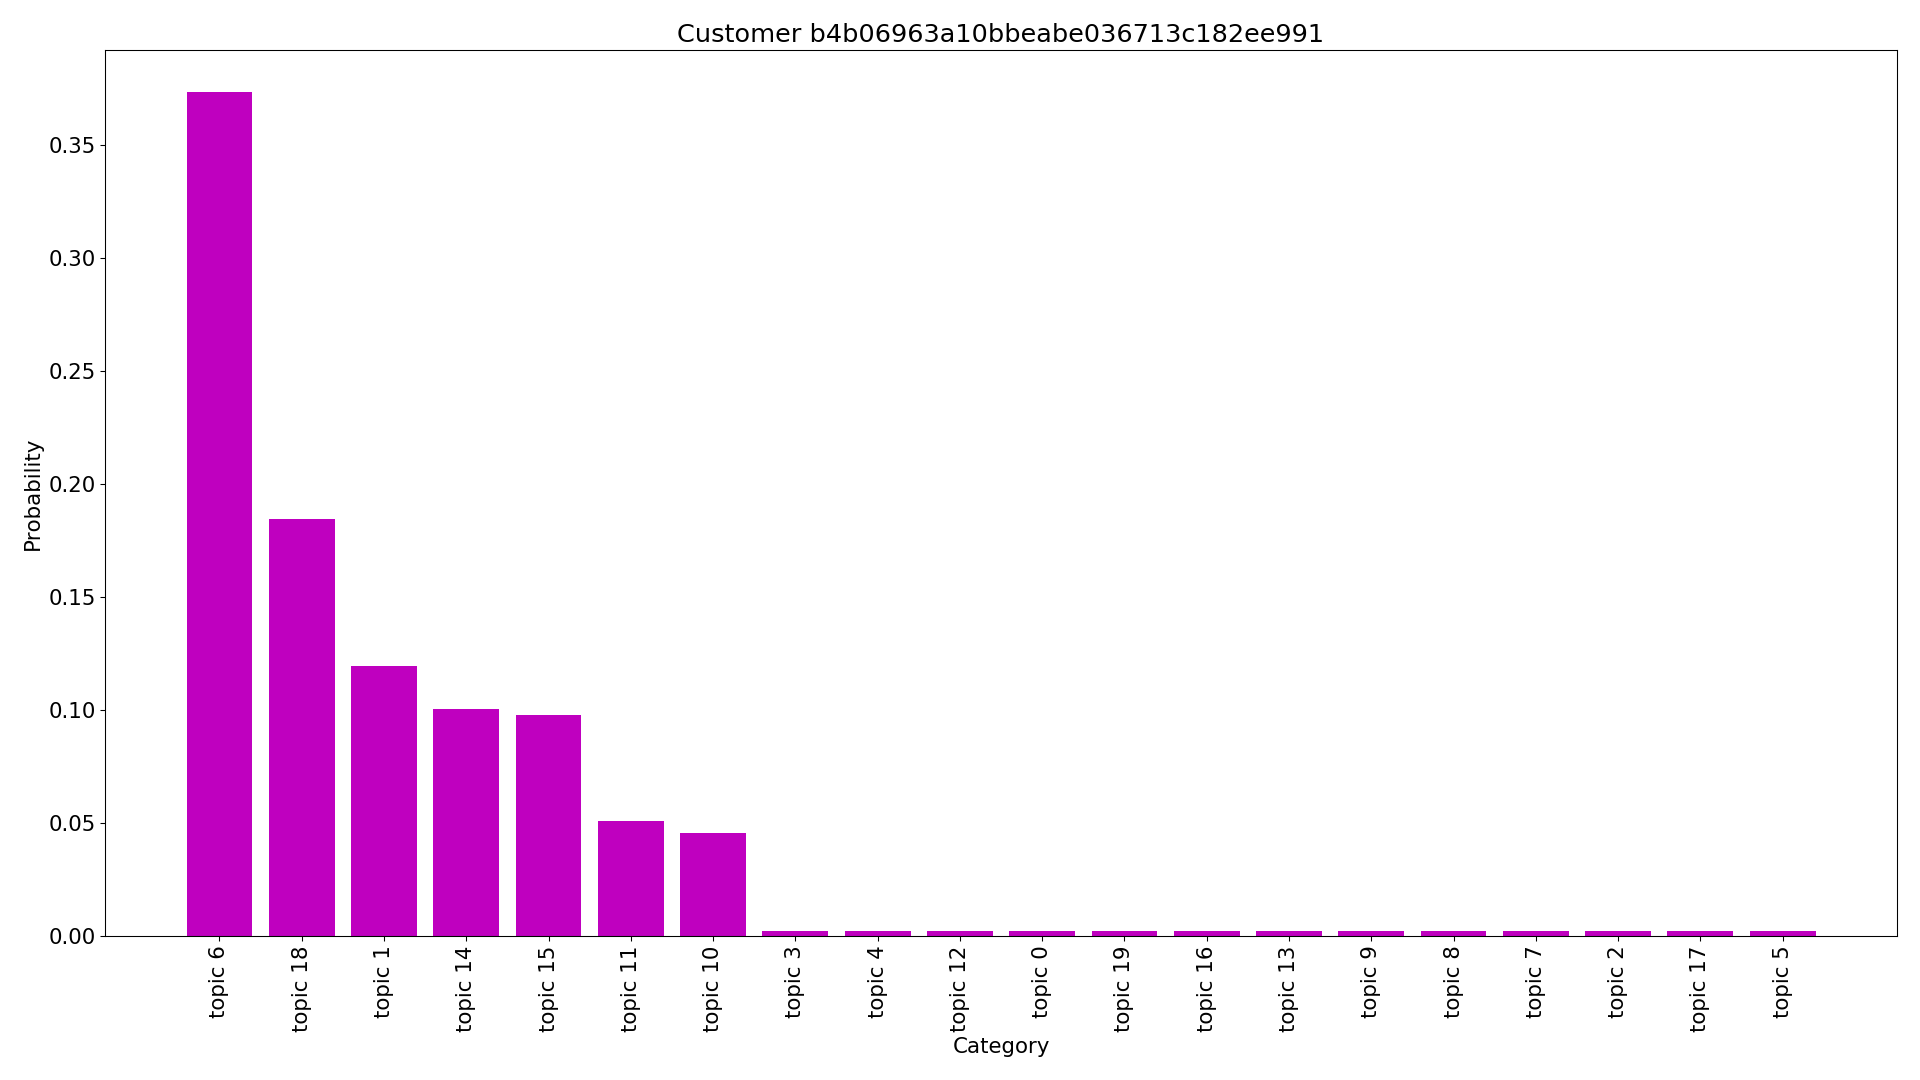 Customer b4b06963a10bbeabe036713c182ee991
Probability
0.35
0.30
0.25
0.20
0.15
0.10
0.05
0.00
topic 6
topic 18
topic 1
topic 14
topic 15
topic 11
topic 10
topic 3
topic 4
topic 12
topic 0
topic 19
topic 16
topic 13
topic 9
topic 8
topic 7
topic 2
topic 17
topic 5
Category